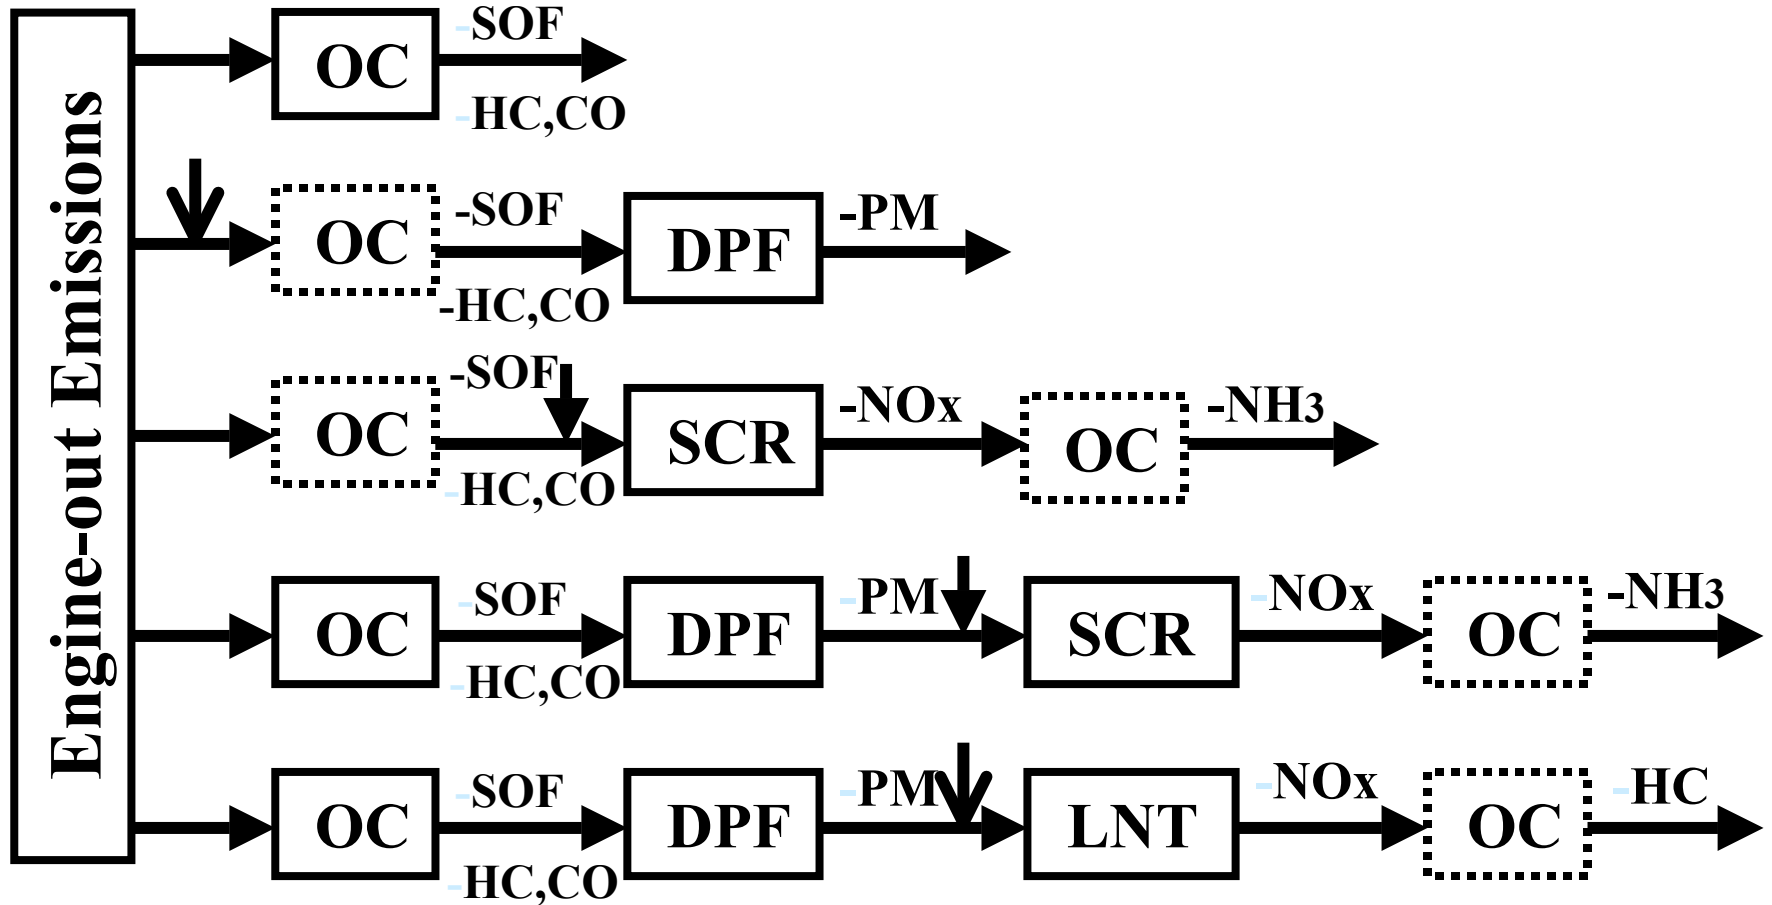 Engine-out Emissions
OC
-SOF
-HC,CO
OC
-SOF
-HC,CO
DPF
-PM
OC
-SOF
-HC,CO
SCR
-NOx
OC
-NH3
OC
-SOF
-HC,CO
DPF
-PM
SCR
-NOx
OC
-NH3
OC
-SOF
-HC,CO
DPF
-PM
LNT
-NOx
OC
-HC